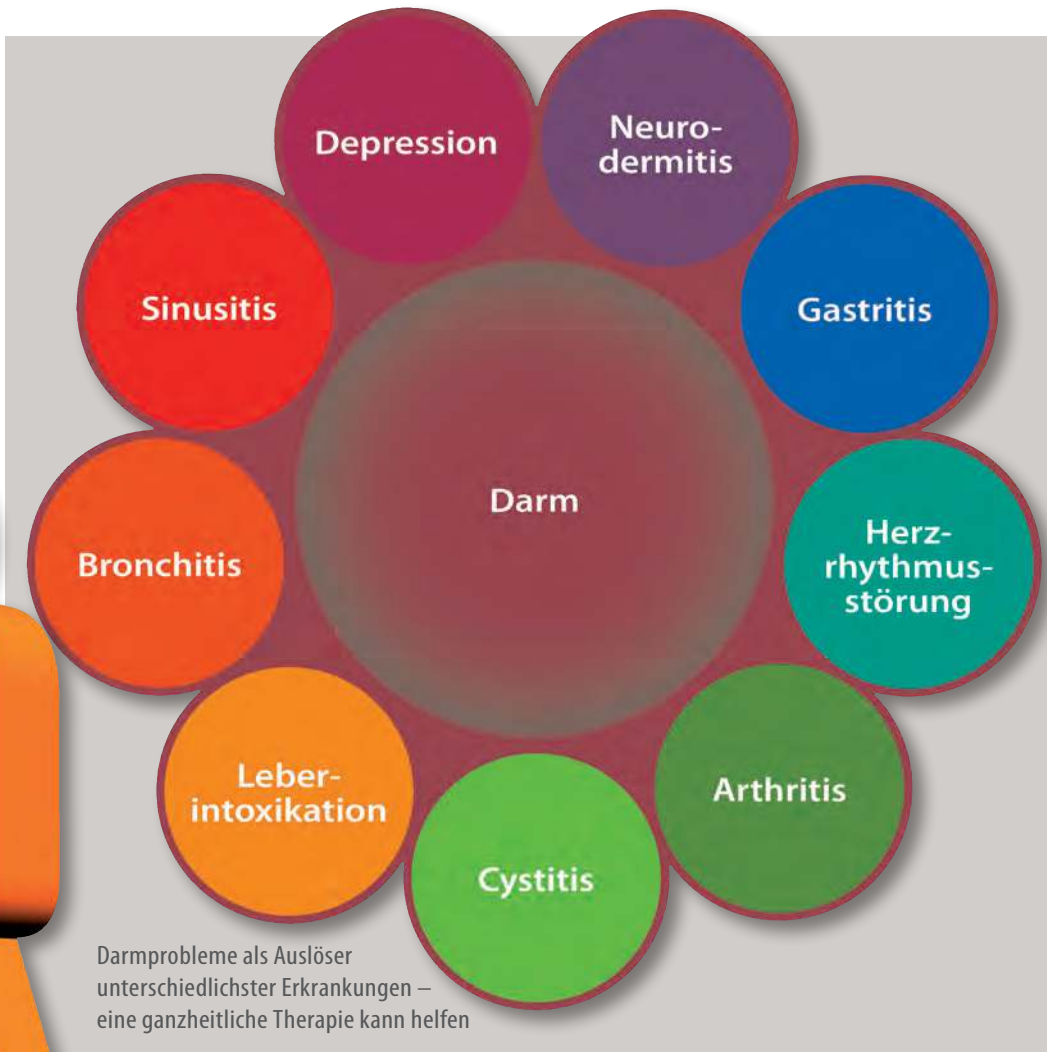 Depression
Neuro-
dermitis
Sinusitis
Gastritis
Darm
Bronchitis
Herz-
rhythmus-
störung
Leber-
intoxikation
Arthritis
Cystitis
Darmprobleme als Auslöser
unterschiedlichster Erkrankungen –
eine ganzheitliche Therapie kann helfen